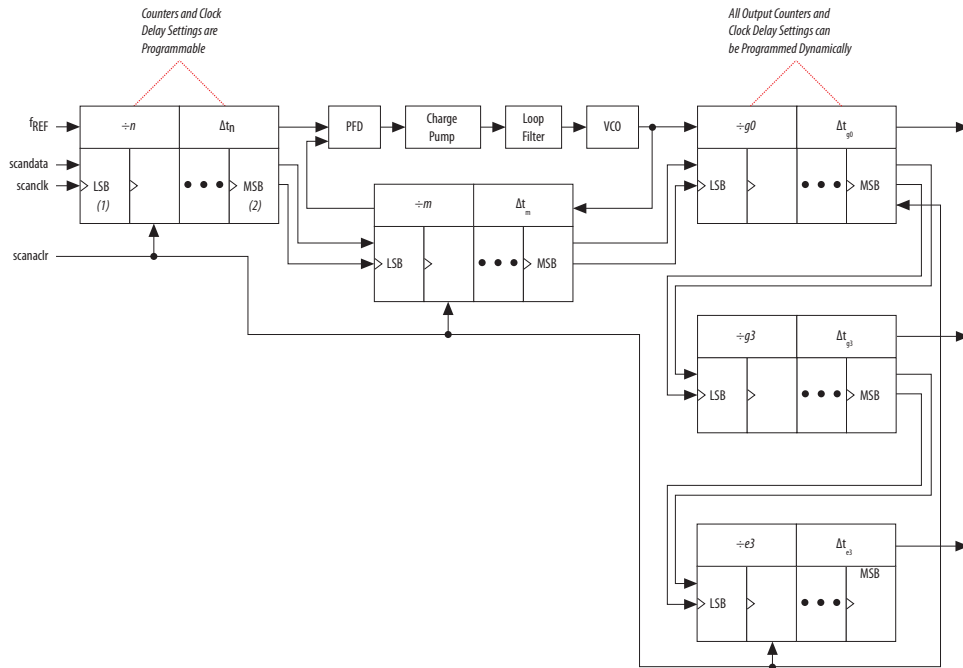 Counters and Clock
Delay Settings are
Programmable
All Output Counters and
Clock Delay Settings can
be Programmed Dynamically
fREF
÷n
Δtn
PFD
Charge
Pump
Loop
Filter
VCO
÷g0
Δtg0
scandata
scanclk
LSB
(1)
MSB
(2)
LSB
MSB
÷m
Δtm
scanaclr
LSB
MSB
÷g3
Δtg3
LSB
MSB
÷e3
Δte3
MSB
LSB